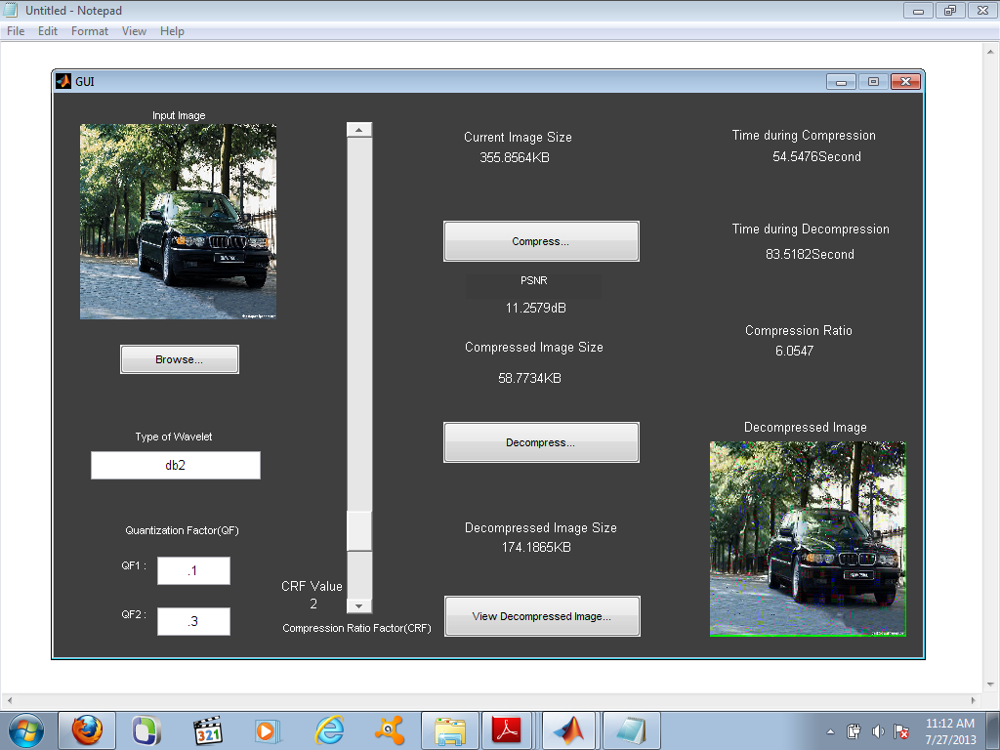 Untitled - Notepad
File Edit Format View Help
GUI
Input Image
Browse...
Type of Wavelet
db2
Quantization Factor(QF)
QF1 :
.1
QF2 :
.3
CRF Value
2
Compression Ratio Factor(CRF)
Current Image Size
355.8564KB
Compress...
PSNR
11.2579dB
Compressed Image Size
58.7734KB
Decompress...
Decompressed Image Size
174.1865KB
View Decompressed Image...
Time during Compression
54.5476Second
Time during Decompression
83.5182Second
Compression Ratio
6.0547
Decompressed Image
321
11:12 AM
7/27/2013